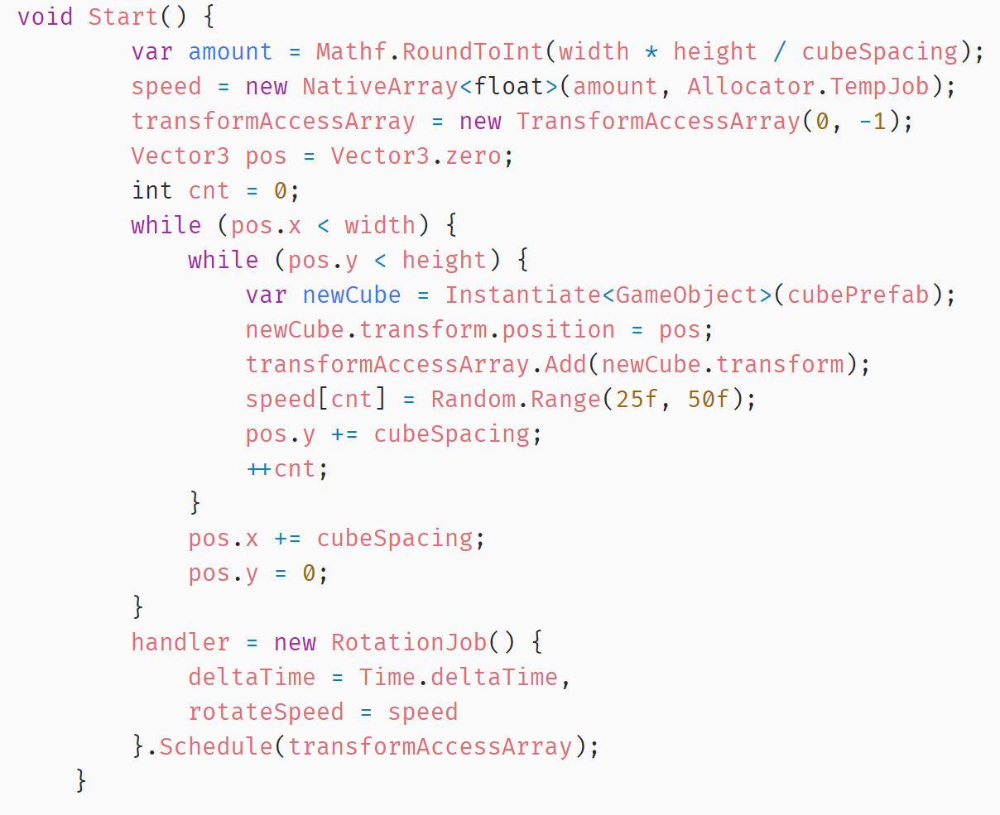 void Start() {
var amount = Mathf.RoundToInt(width * height / cubeSpacing);
speed = new NativeArray<float>(amount, Allocator.TempJob);
transformAccessArray = new TransformAccessArray(0, -1);
Vector3 pos = Vector3.zero;
int cnt = 0;
while (pos.x < width) {
while (pos.y < height) {
var newCube = Instantiate<GameObject>(cubePrefab);
newCube.transform.position = pos;
transformAccessArray.Add(newCube.transform);
speed[cnt] = Random.Range(25f, 50f);
pos.y += cubeSpacing;
++cnt;
}
pos.x += cubeSpacing;
pos.y = 0;
}
handler = new RotationJob() {
deltaTime = Time.deltaTime,
rotateSpeed = speed
}.Schedule(transformAccessArray);
}